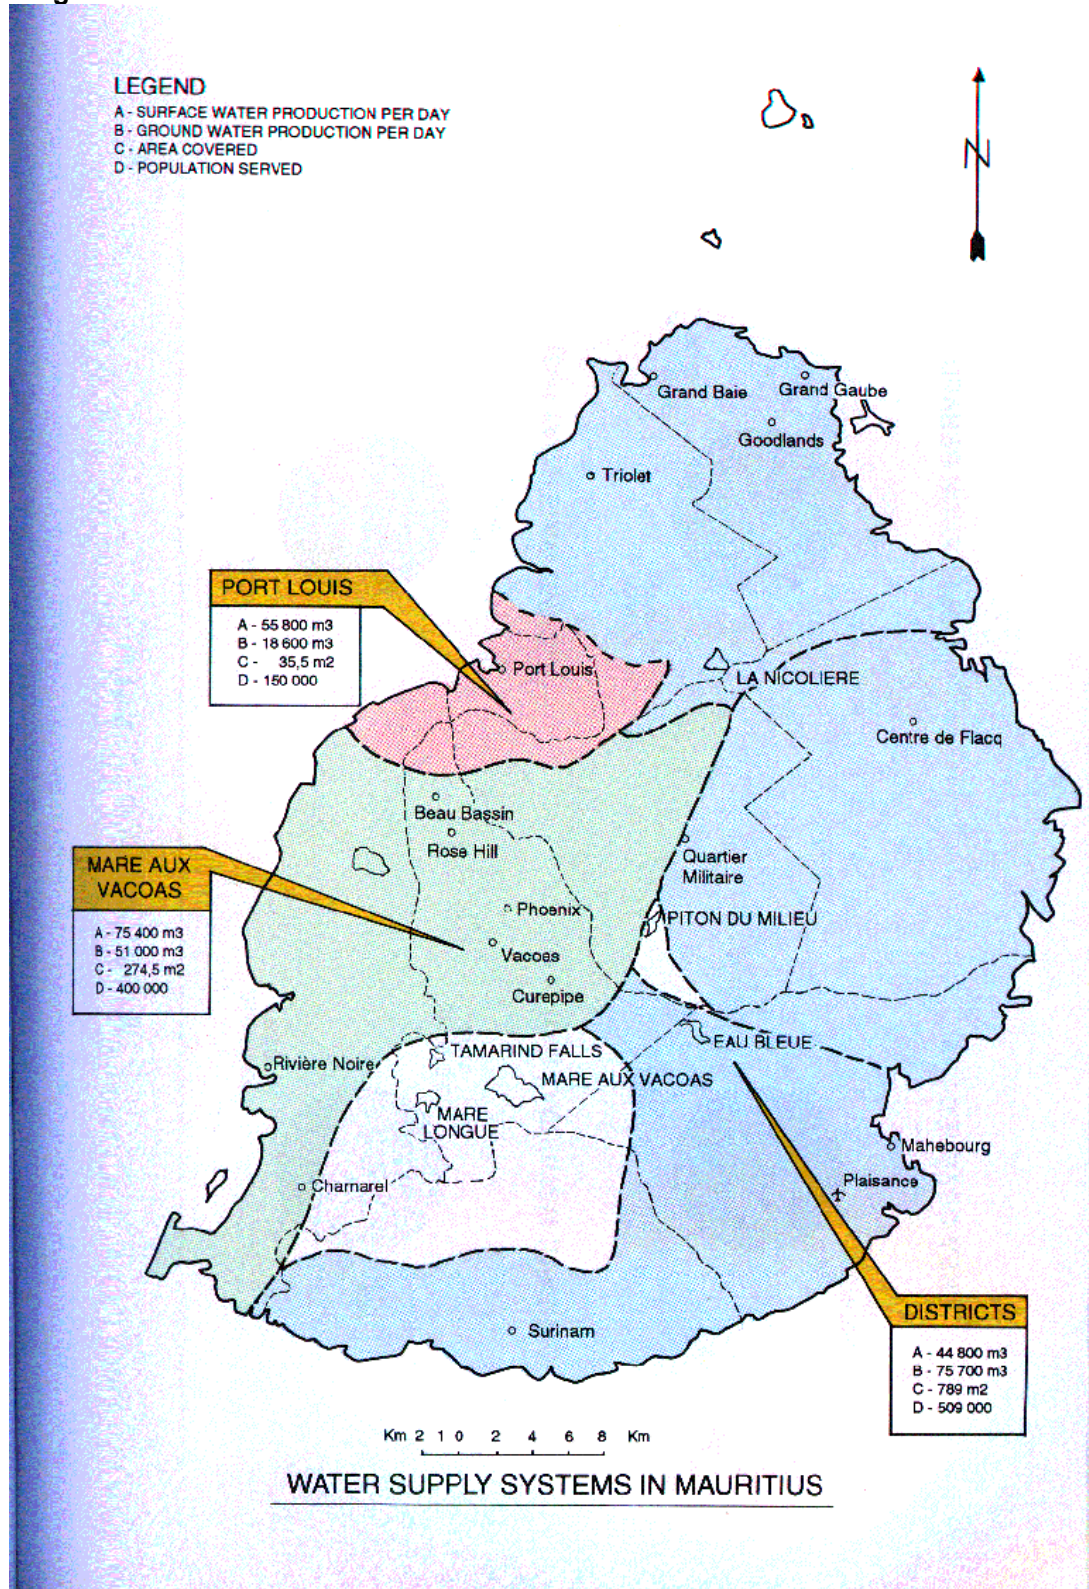 LEGEND
A - SURFACE WATER PRODUCTION PER DAY
B - GROUND WATER PRODUCTION PER DAY
C - AREA COVERED
D - POPULATION SERVED
N
Grand Baie
Grand Gaube
Goodlands
Triolet
PORT LOUIS
A - 55 800 m3
B - 18 600 m3
C - 35,5 m2
D - 150 000
Port Louis
LA NICOLIERE
Centre de Flacq
Beau Bassin
Rose Hill
Quartier
Militaire
MARE AUX
VACOAS
A - 75 400 m3
B - 51 000 m3
C - 274,5 m2
D - 400 000
Phoenix
PITON DU MILIEU
Vacoas
Curepipe
EAU BLEUE
TAMARIND FALLS
Rivière Noire
MARE AUX VACOAS
MARE
LONGUE
Mahebourg
Chamarel
Plaisance
DISTRICTS
A - 44 800 m3
B - 75 700 m3
C - 789 m2
D - 509 000
Surinam
Km 2 1 0 2 4 6 8 Km
WATER SUPPLY SYSTEMS IN MAURITIUS